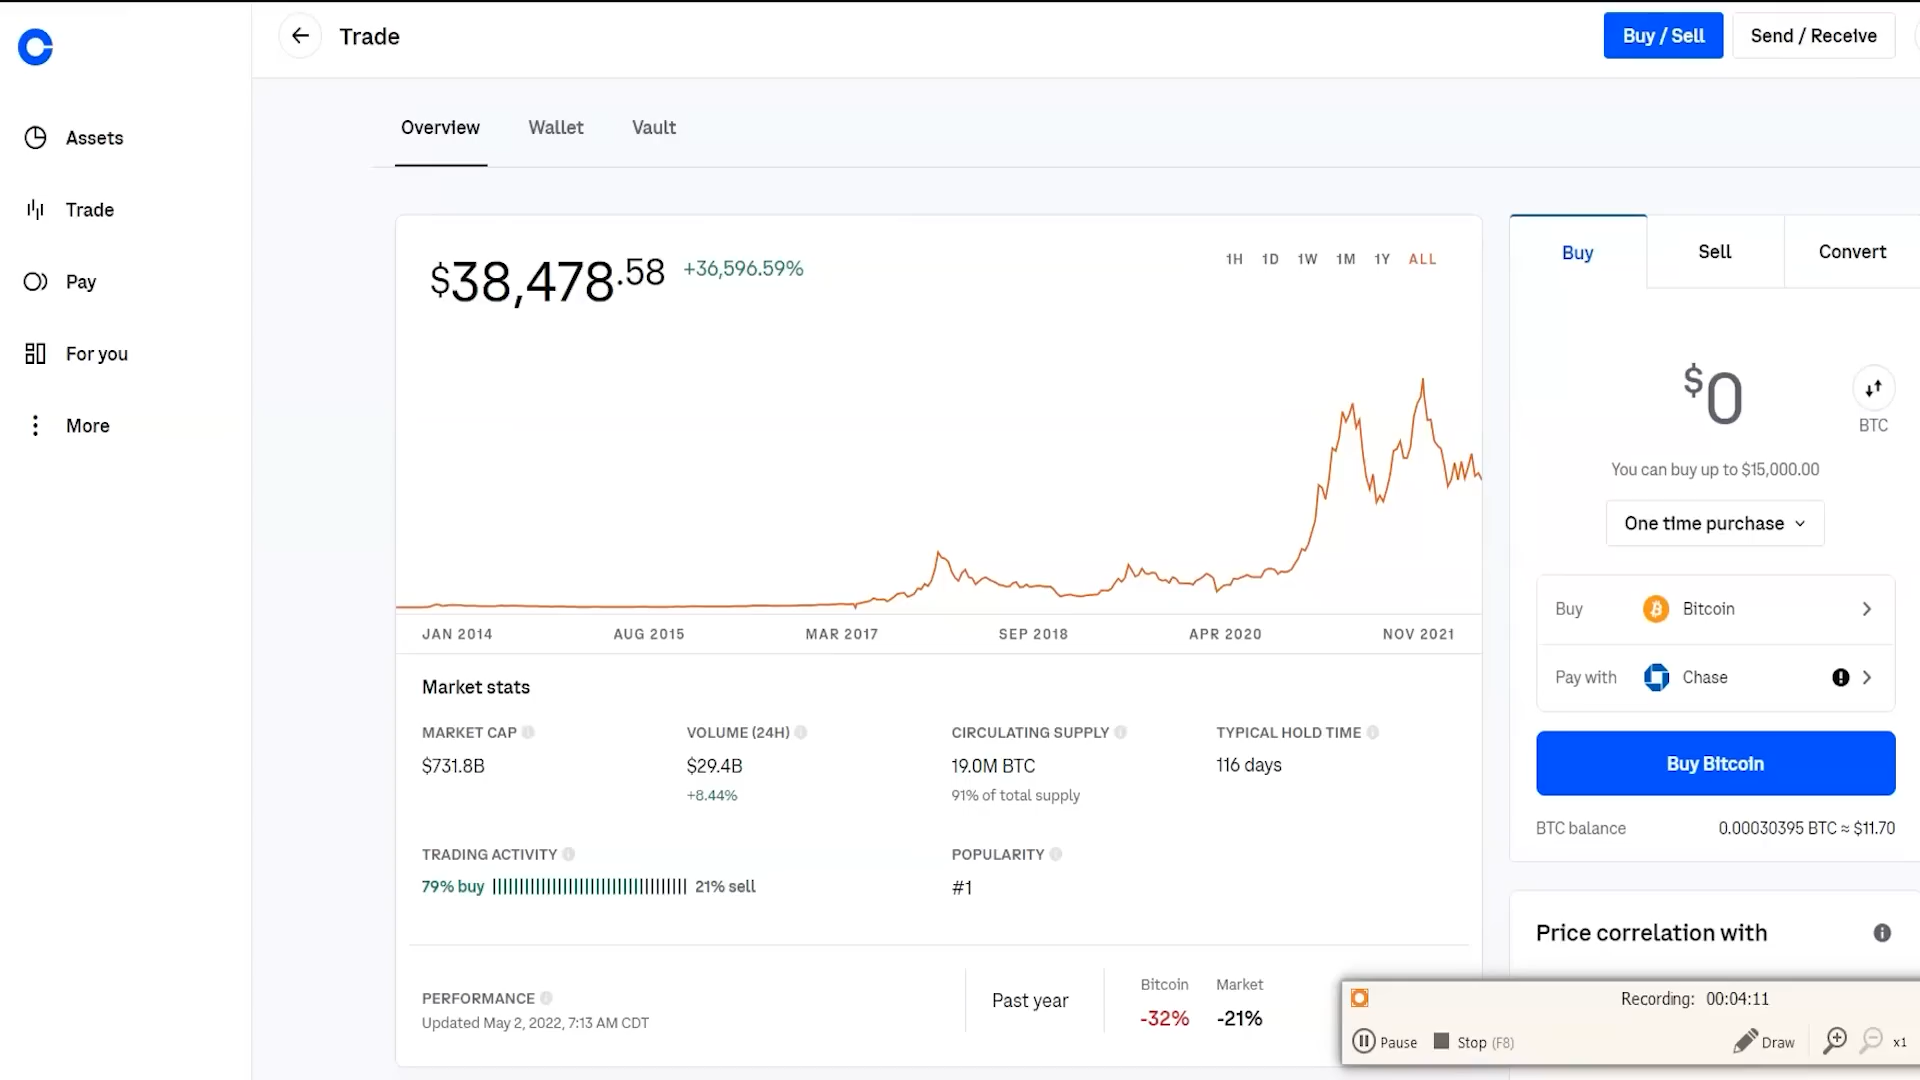 Trade
Buy / Sell
Send / Receive
Assets
Trade
Pay
For you
More
Overview
Wallet
Vault
$38,478.58 +36,596.59%
1H 1D 1W 1M 1Y ALL
JAN 2014 AUG 2015 MAR 2017 SEP 2018 APR 2020 NOV 2021
Market stats
MARKET CAP
$731.8B
VOLUME (24H)
$29.4B
+8.44%
CIRCULATING SUPPLY
19.0M BTC
91% of total supply
TYPICAL HOLD TIME
116 days
TRADING ACTIVITY
79% buy 21% sell
POPULARITY
#1
PERFORMANCE
Updated May 2, 2022, 7:13 AM CDT
Past year
Bitcoin
-32%
Market
-21%
Buy
Sell
Convert
$0
BTC
You can buy up to $15,000.00
One time purchase
Buy Bitcoin
Pay with Chase
Buy Bitcoin
BTC balance 0.00030395 BTC ≈ $11.70
Price correlation with
Recording: 00:04:11
Pause Stop (F8) Draw x1